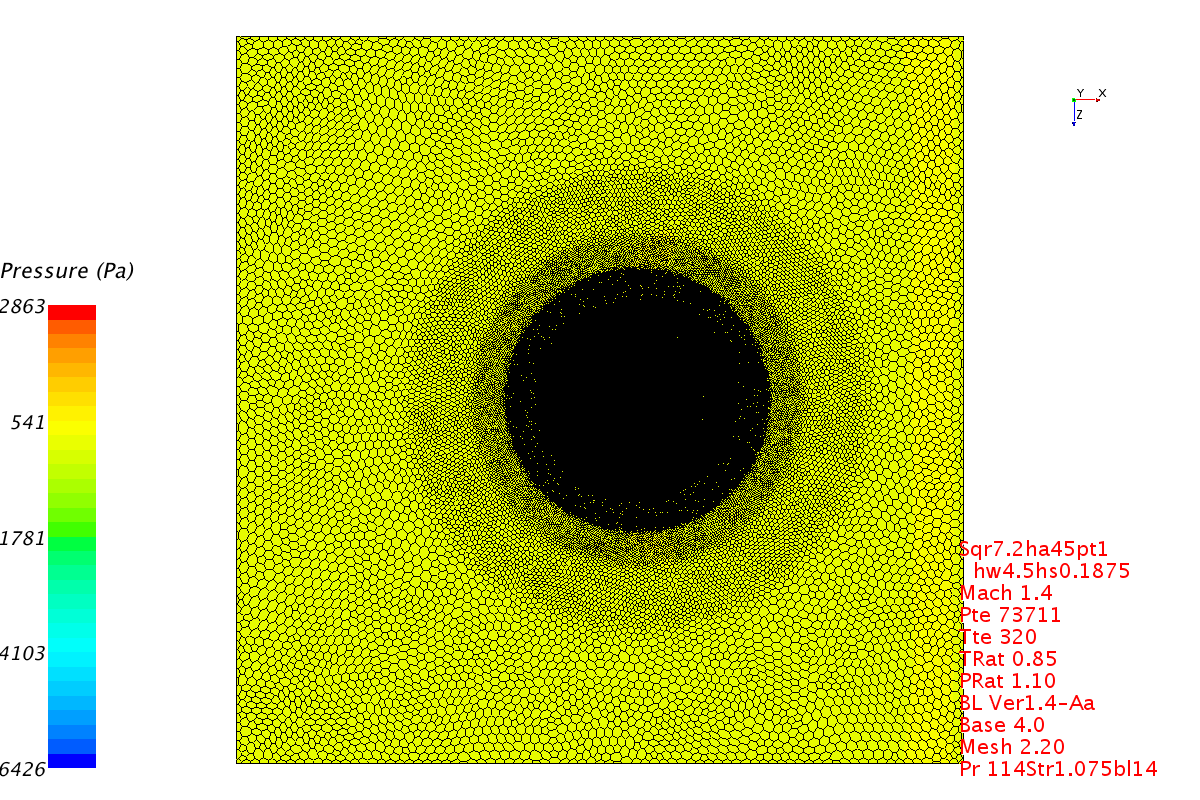 Y X
Z
Pressure (Pa)
2863
541
1781
4103
6426
Sqr7.2ha45pt1
hw4.5hs0.1875
Mach 1.4
Pte 73711
Tte 320
TRat 0.85
PRat 1.10
BL Ver1.4-Aa
Base 4.0
Mesh 2.20
Pr 114Str1.075bl14